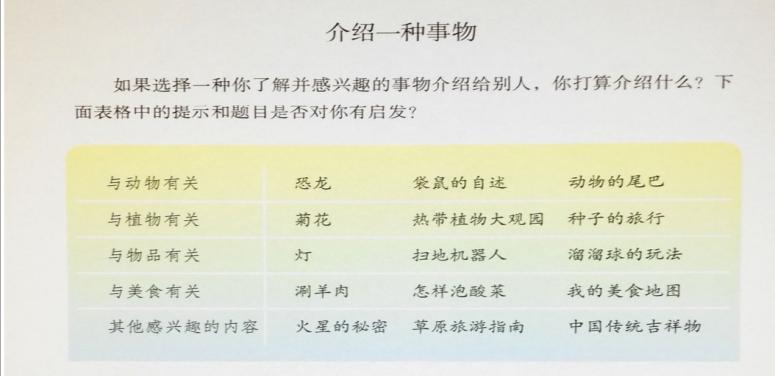 介绍一种事物
如果选择一种你了解并感兴趣的事物介绍给别人，你打算介绍什么？下
面表格中的提示和题目是否对你有启发？
与动物有关 恐龙 袋鼠的自述 动物的尾巴
与植物有关 菊花 热带植物大观园 种子的旅行
与物品有关 灯 扫地机器人 溜溜球的玩法
与美食有关 涮羊肉 怎样泡酸菜 我的美食地图
其他感兴趣的内容 火星的秘密 草原旅游指南 中国传统吉祥物